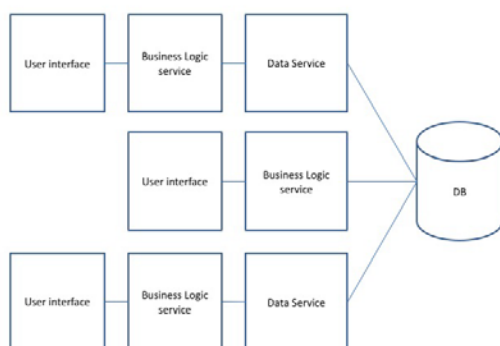 User interface
Business Logic
service
Data Service
User interface
Business Logic
service
DB
User interface
Business Logic
service
Data Service